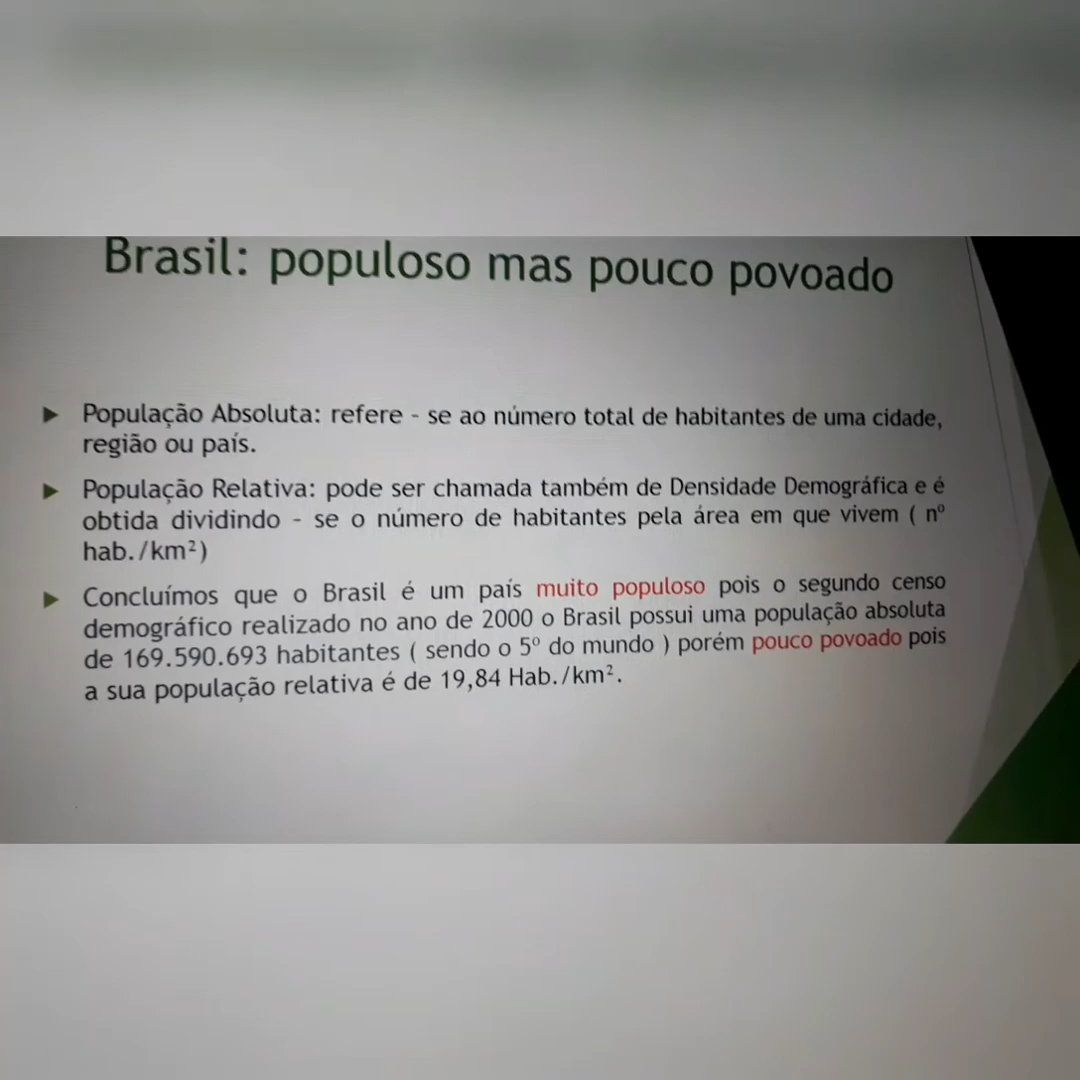 Brasil: populoso mas pouco povoado
População Absoluta: refere - se ao número total de habitantes de uma cidade,
região ou país.
População Relativa: pode ser chamada também de Densidade Demográfica e é
obtida dividindo - se o número de habitantes pela área em que vivem ( nº
hab./km²)
Concluímos que o Brasil é um país muito populoso pois o segundo censo
demográfico realizado no ano de 2000 o Brasil possui uma população absoluta
de 169.590.693 habitantes ( sendo o 5º do mundo ) porém pouco povoado pois
a sua população relativa é de 19,84 Hab./km².